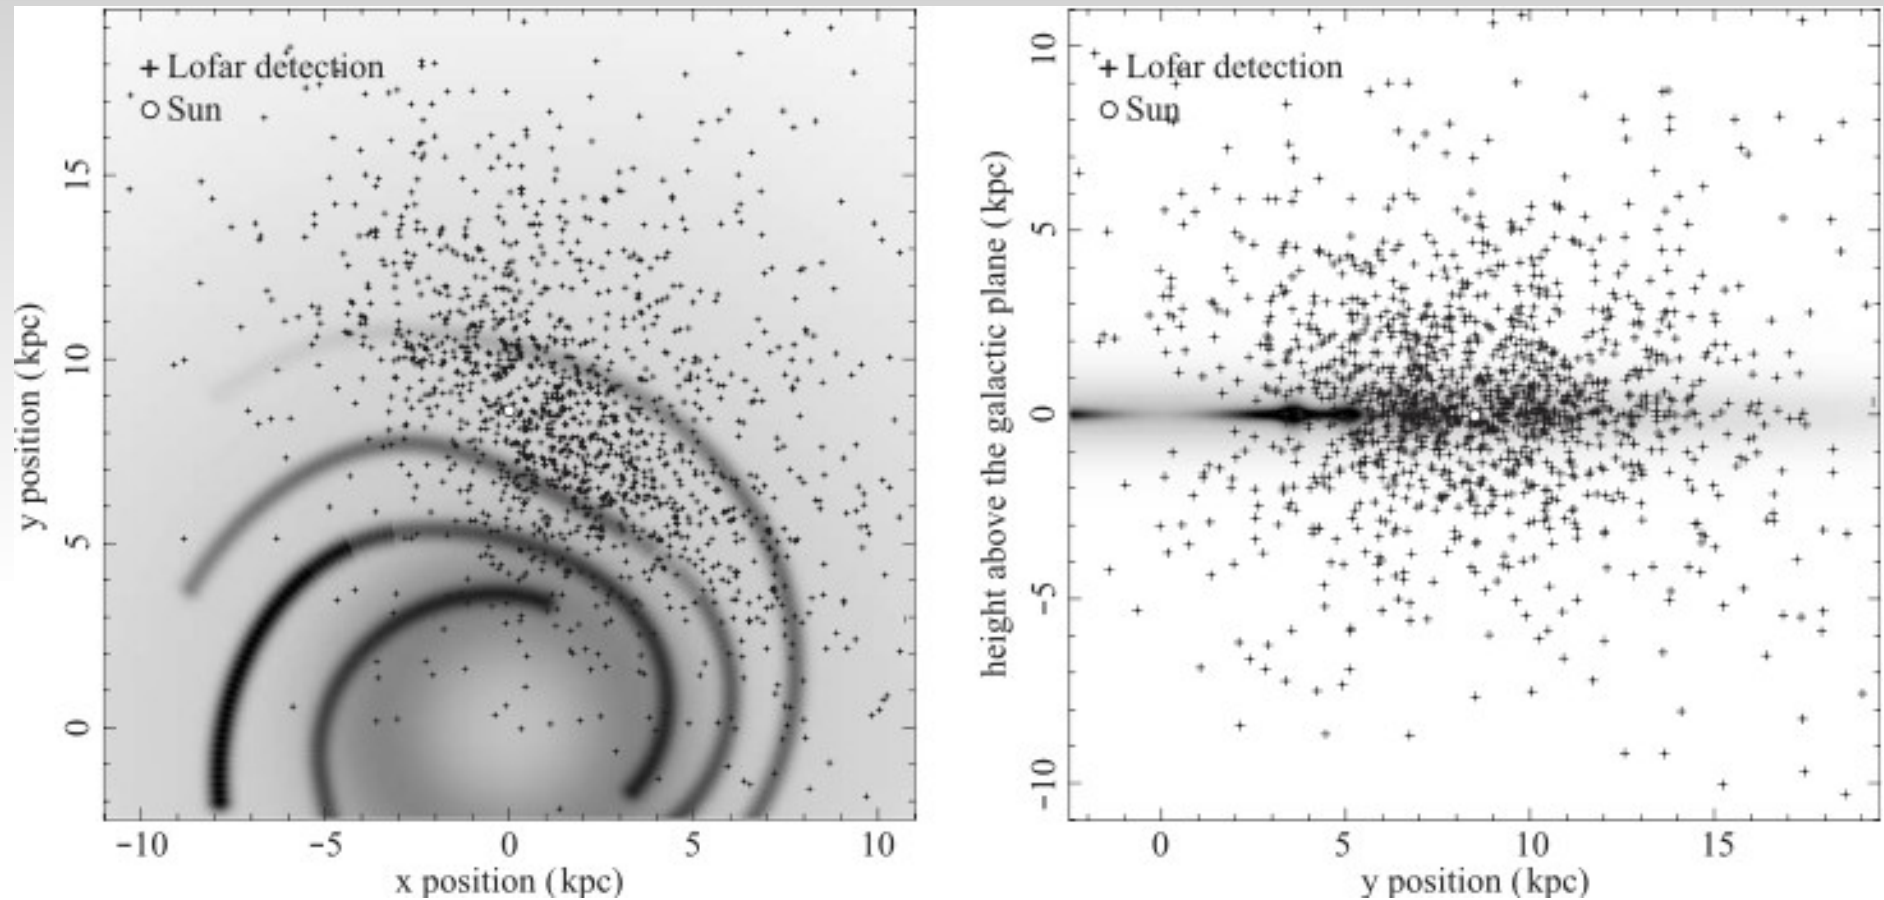 + Lofar detection
○ Sun
15
10
5
0
−10 −5 0 5 10
x position (kpc)
y position (kpc)
+ Lofar detection
○ Sun
10
5
0
−5
−10
0 5 10 15
y position (kpc)
height above the galactic plane (kpc)